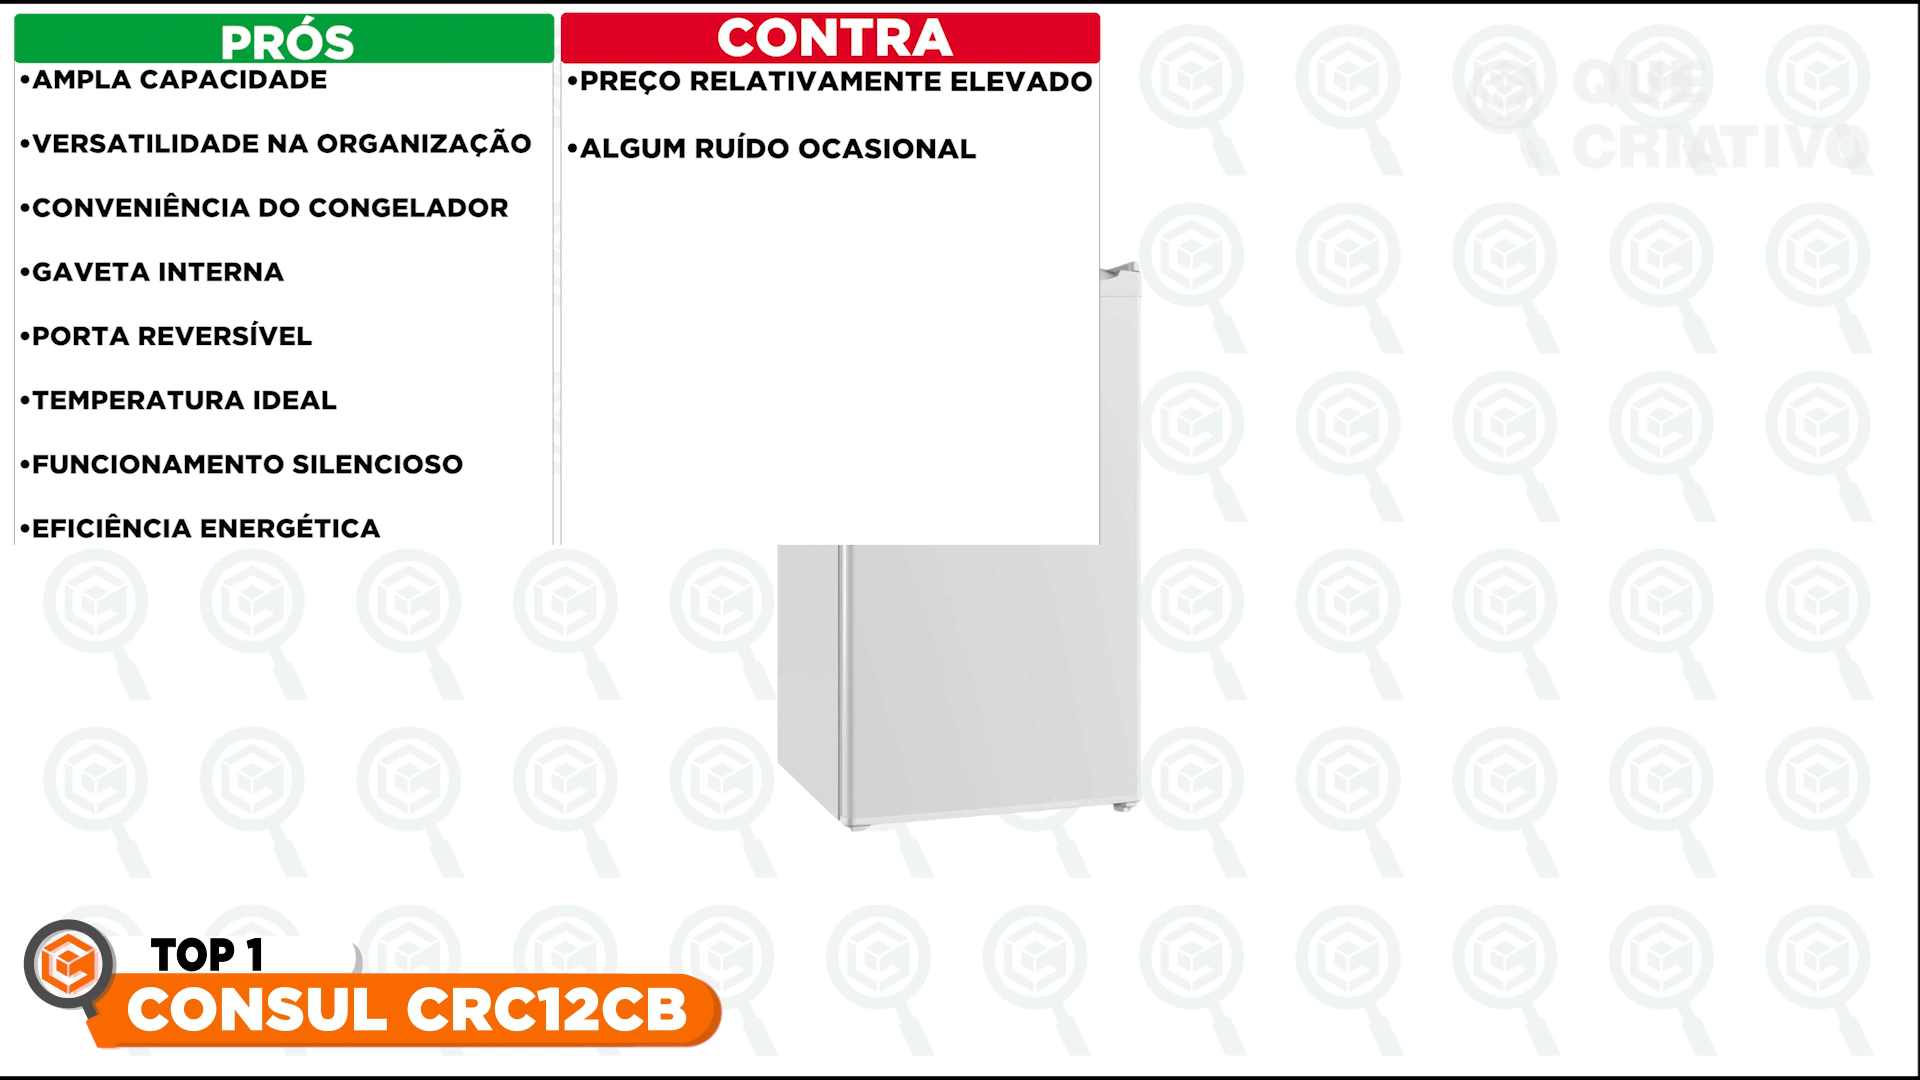 PRÓS
•AMPLA CAPACIDADE
•VERSATILIDADE NA ORGANIZAÇÃO
•CONVENIÊNCIA DO CONGELADOR
•GAVETA INTERNA
•PORTA REVERSÍVEL
•TEMPERATURA IDEAL
•FUNCIONAMENTO SILENCIOSO
•EFICIÊNCIA ENERGÉTICA
CONTRA
•PREÇO RELATIVAMENTE ELEVADO
•ALGUM RUÍDO OCASIONAL
QUE
CRIATIVO
TOP 1
CONSUL CRC12CB